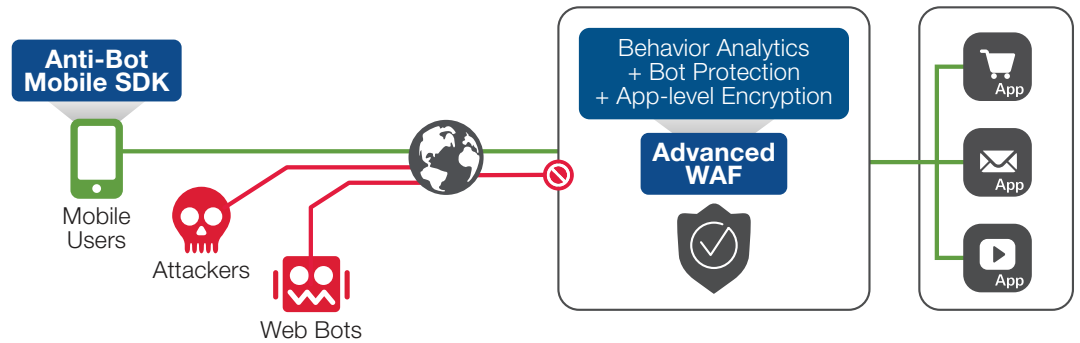 Anti-Bot
Mobile SDK
Mobile
Users
Attackers
Web Bots
Behavior Analytics
+ Bot Protection
+ App-level Encryption
Advanced
WAF
App
App
App